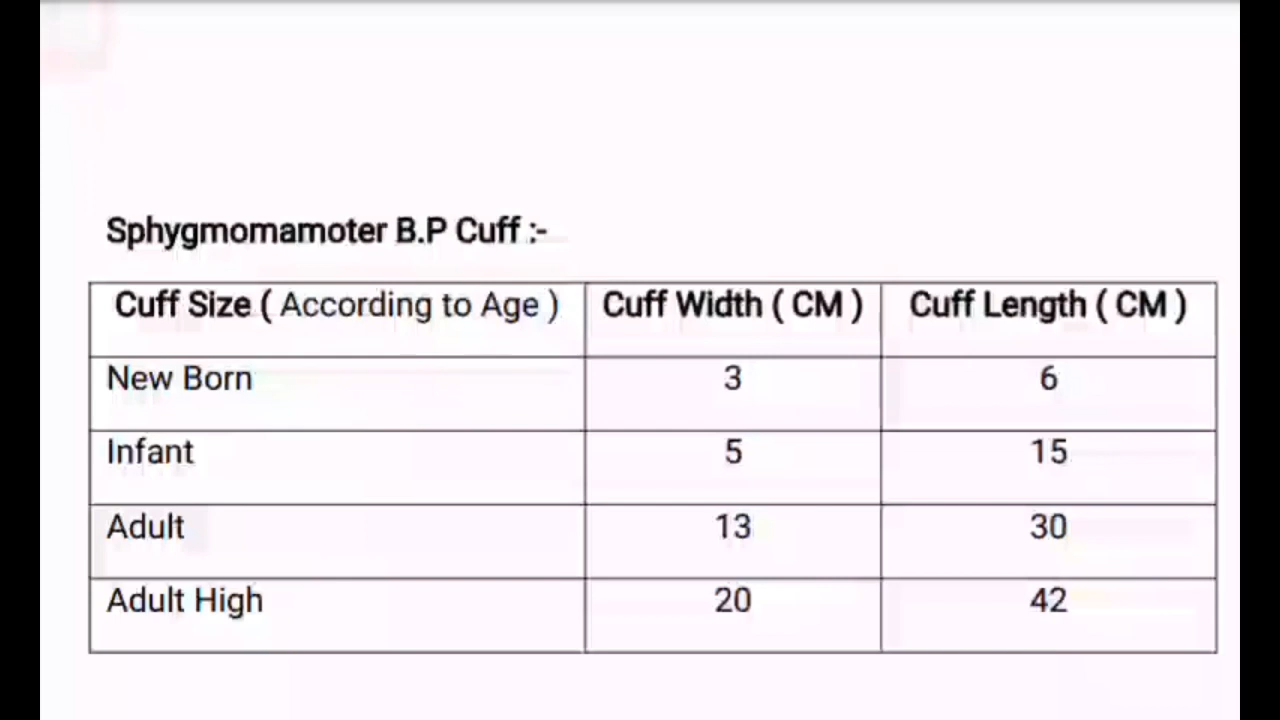 Sphygmomamoter B.P Cuff :-
Cuff Size ( According to Age ) Cuff Width ( CM ) Cuff Length ( CM )
New Born 3 6
Infant 5 15
Adult 13 30
Adult High 20 42